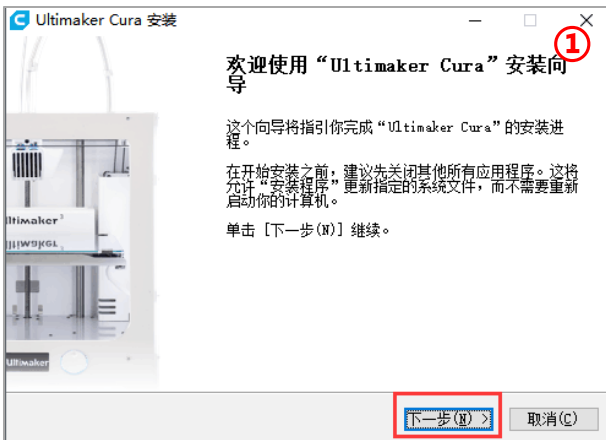 Ultimaker Cura 安装
①
欢迎使用“Ultimaker Cura”安装向
导
这个向导将指引你完成“Ultimaker Cura”的安装进
程。
在开始安装之前，建议先关闭其他所有应用程序。这将
允许“安装程序”更新指定的系统文件，而不需要重新
启动你的计算机。
单击 [下一步(N)] 继续。
Ultimaker³
Ultimaker
下一步(N) >
取消(C)